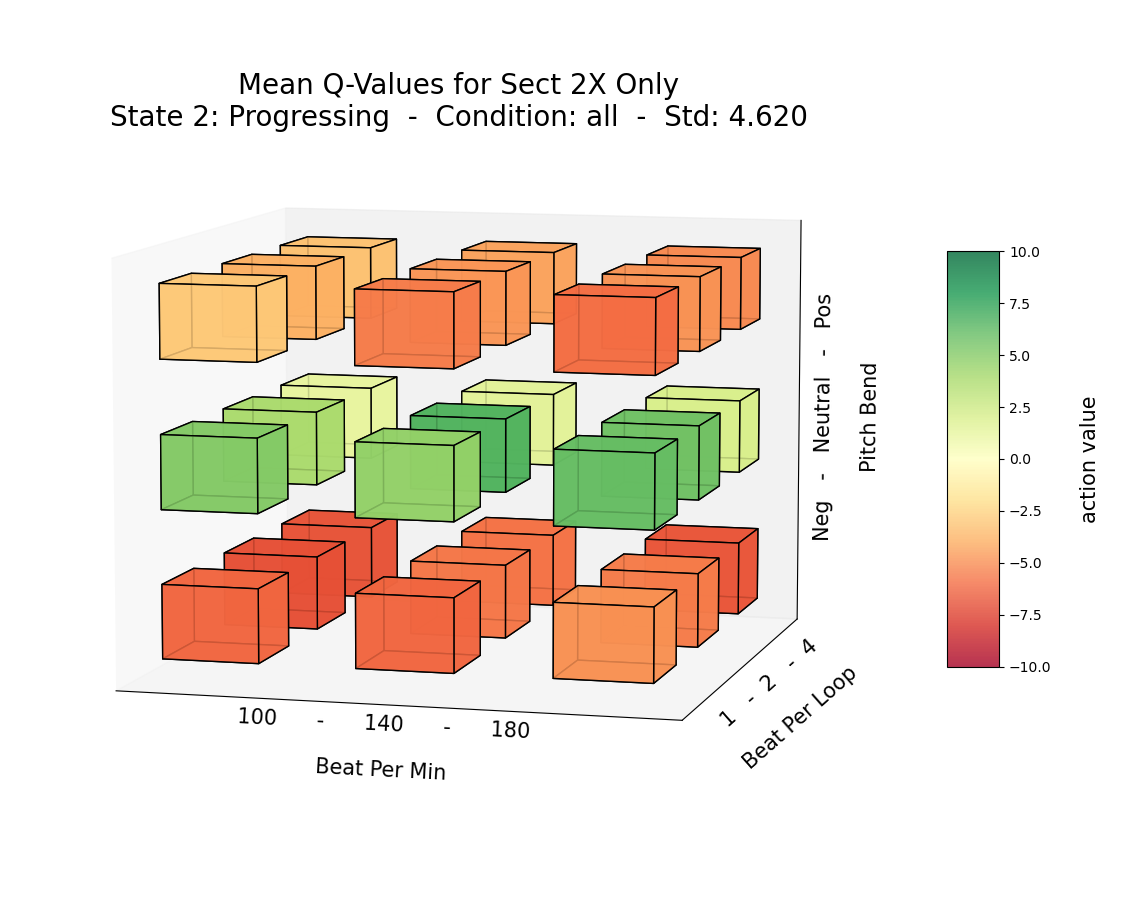 Mean Q-Values for Sect 2X Only
State 2: Progressing  -  Condition: all  -  Std: 4.620
Neg  -  Neutral  -  Pos
Pitch Bend
100  -  140  -  180
Beat Per Min
1  -  2  -  4
Beat Per Loop
10.0
7.5
5.0
2.5
0.0
−2.5
−5.0
−7.5
−10.0
action value